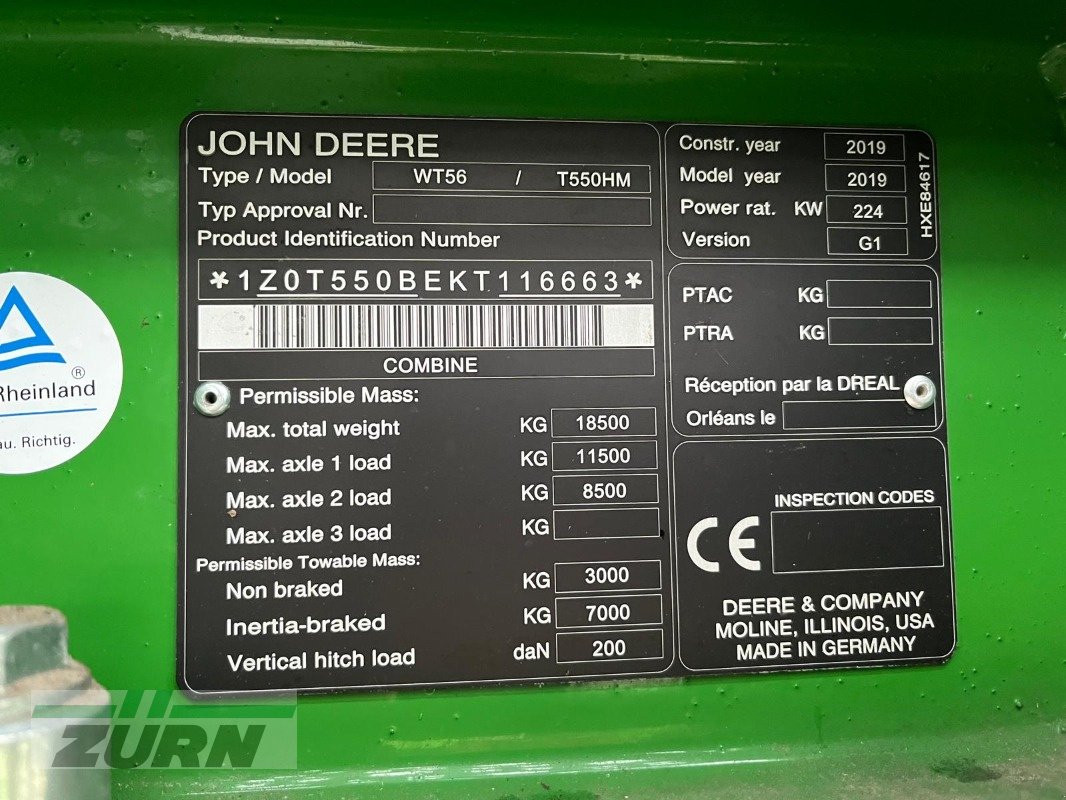 JOHN DEERE
Type / Model WT56 / T550HM
Typ Approval Nr.
Product Identification Number
*1Z0T550BEKT116663*
COMBINE
Permissible Mass:
Max. total weight KG 18500
Max. axle 1 load KG 11500
Max. axle 2 load KG 8500
Max. axle 3 load KG
Permissible Towable Mass:
Non braked KG 3000
Inertia-braked KG 7000
Vertical hitch load daN 200
Constr. year 2019
Model year 2019
Power rat. KW 224
Version G1
HXE84617
PTAC KG
PTRA KG
Réception par la DREAL
Orléans le
INSPECTION CODES
CE
DEERE & COMPANY
MOLINE, ILLINOIS, USA
MADE IN GERMANY
®
Rheinland
au. Richtig.
ZÜRN